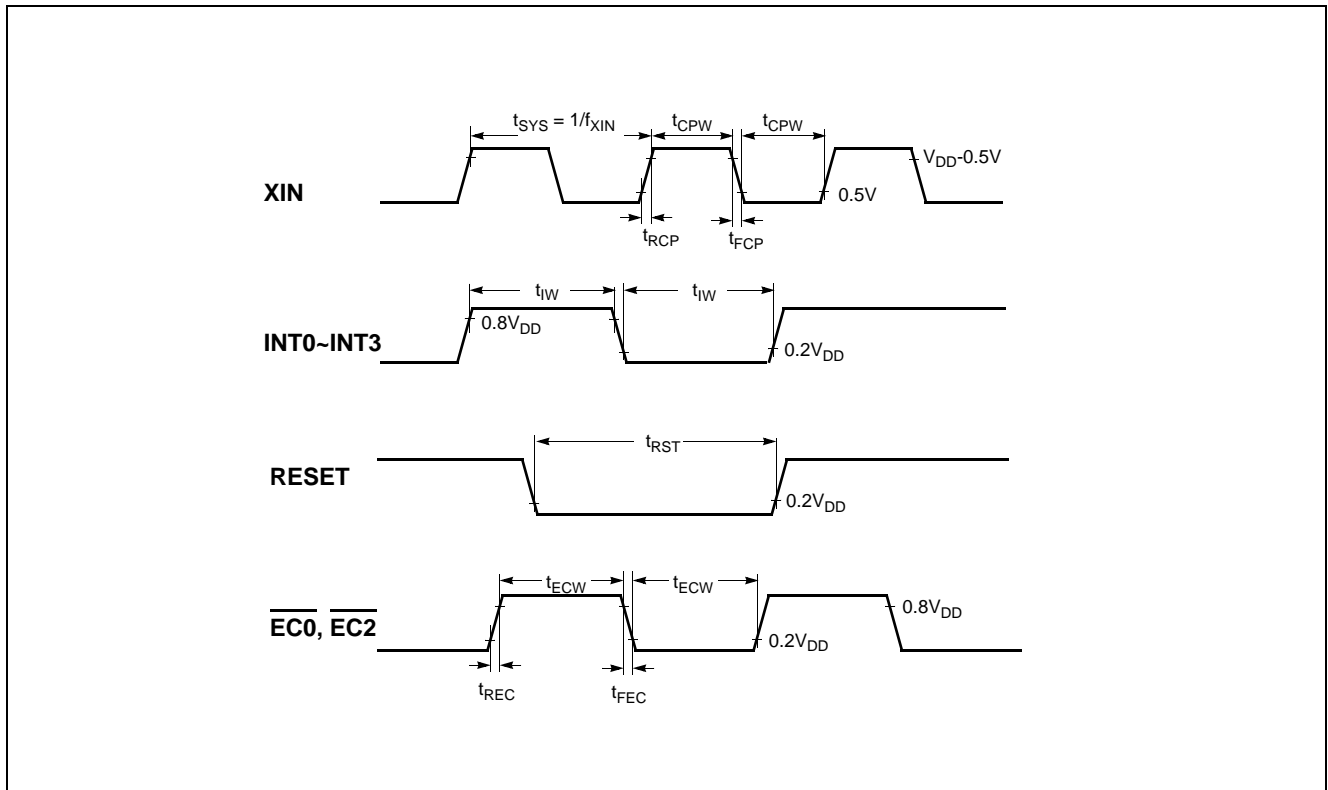 tSYS = 1/fXIN tCPW tCPW
VDD-0.5V
XIN
0.5V
tRCP tFCP
tIW tIW
0.8VDD
INT0~INT3
0.2VDD
tRST
RESET
0.2VDD
tECW tECW
0.8VDD
EC0, EC2
0.2VDD
tREC tFEC